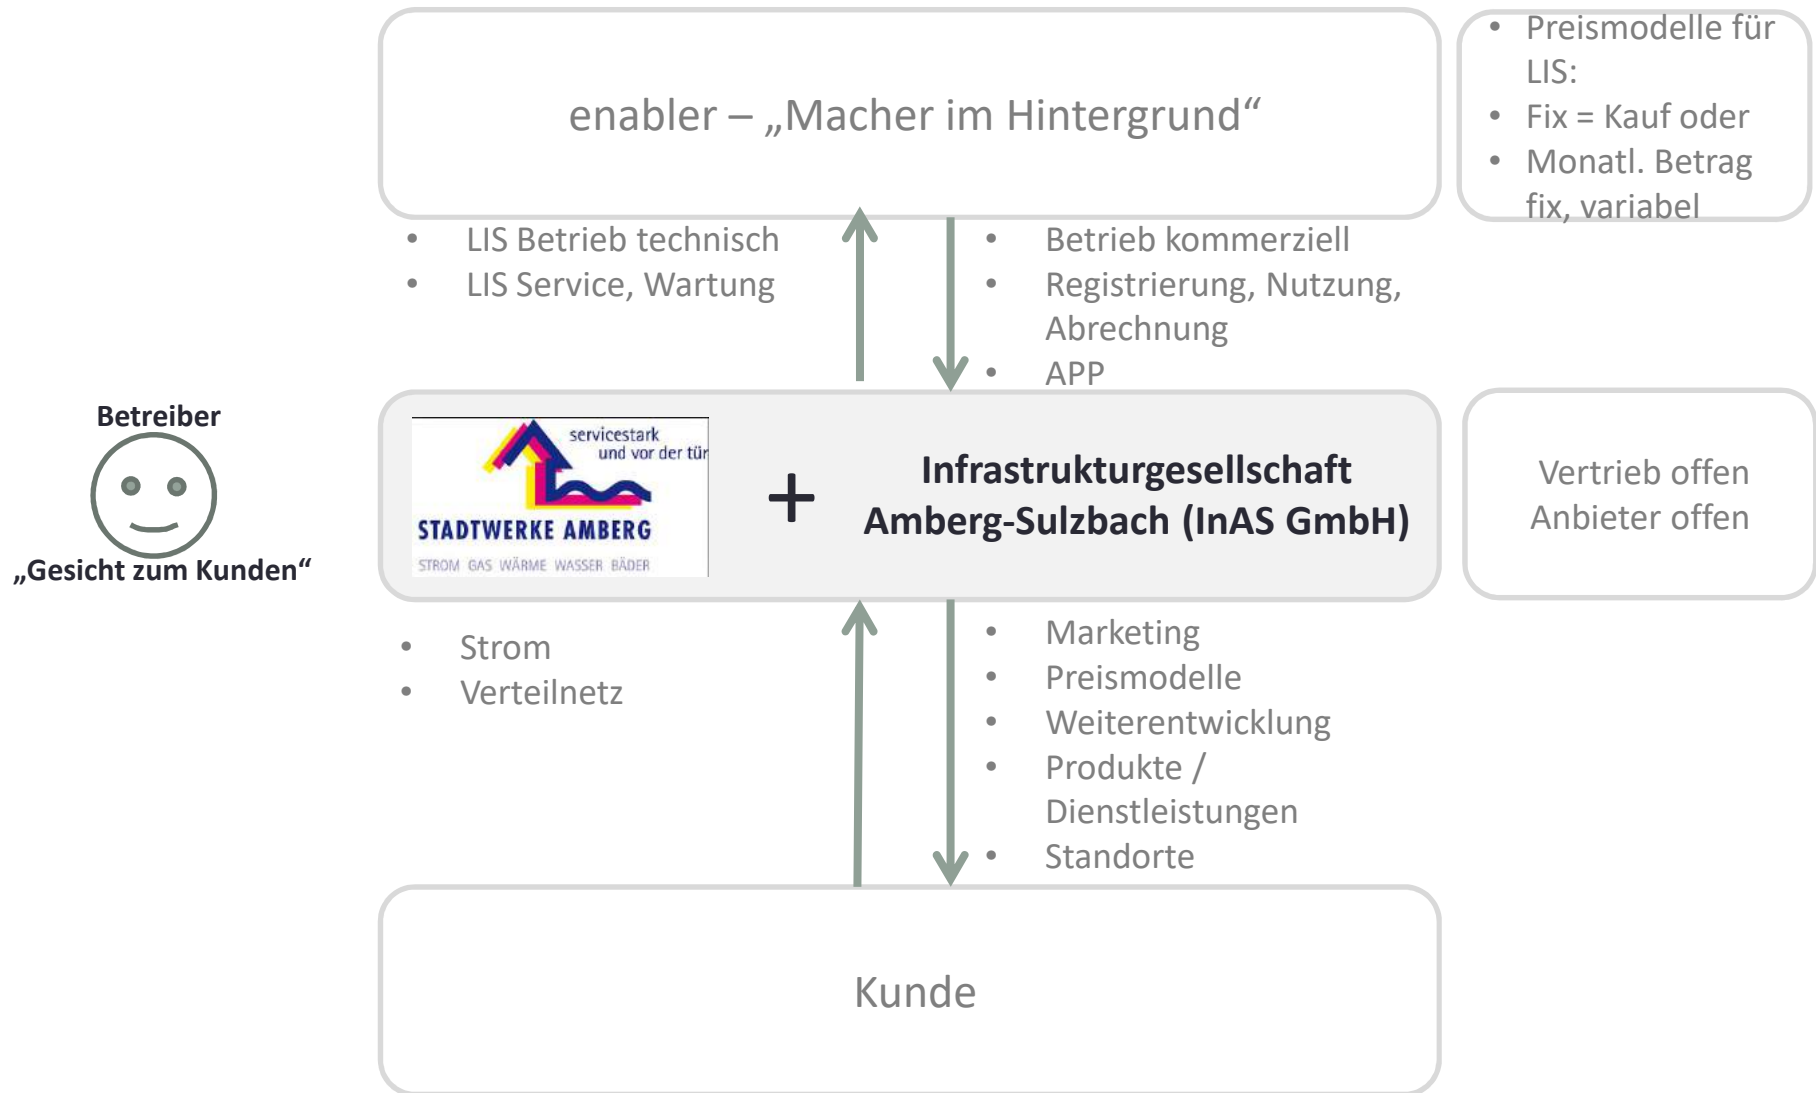 enabler – „Macher im Hintergrund“
• Preismodelle für
LIS:
• Fix = Kauf oder
• Monatl. Betrag
fix, variabel
• LIS Betrieb technisch
• LIS Service, Wartung
• Betrieb kommerziell
• Registrierung, Nutzung,
Abrechnung
• APP
Betreiber
„Gesicht zum Kunden“
servicestark
und vor der tür
STADTWERKE AMBERG
STROM GAS WÄRME WASSER BÄDER
+
Infrastrukturgesellschaft
Amberg-Sulzbach (InAS GmbH)
Vertrieb offen
Anbieter offen
• Strom
• Verteilnetz
• Marketing
• Preismodelle
• Weiterentwicklung
• Produkte /
Dienstleistungen
• Standorte
Kunde